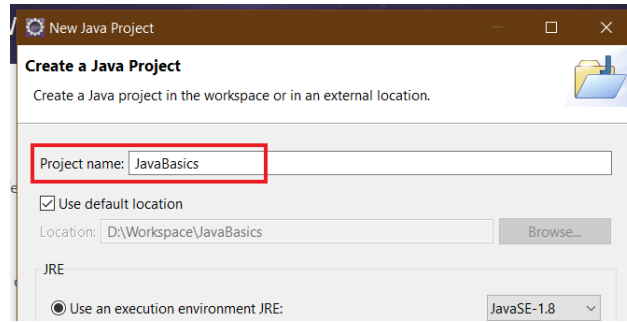 New Java Project
Create a Java Project
Create a Java project in the workspace or in an external location.
Project name: JavaBasics
Use default location
Location: D:\Workspace\JavaBasics Browse...
JRE
Use an execution environment JRE: JavaSE-1.8